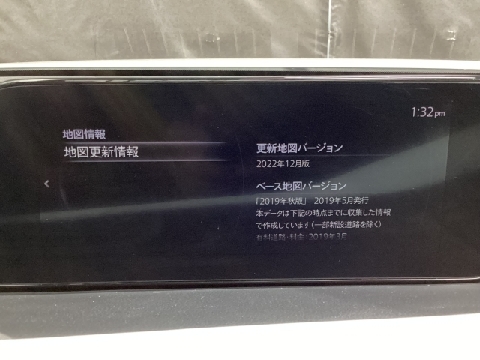 1:32pm
地図情報
地図更新情報
更新地図バージョン
2022年12月版
ベース地図バージョン
「2019年秋版」 2019年5月発行
本データは下記の時点までに収集した情報
で作成しています(一部新設道路を除く)